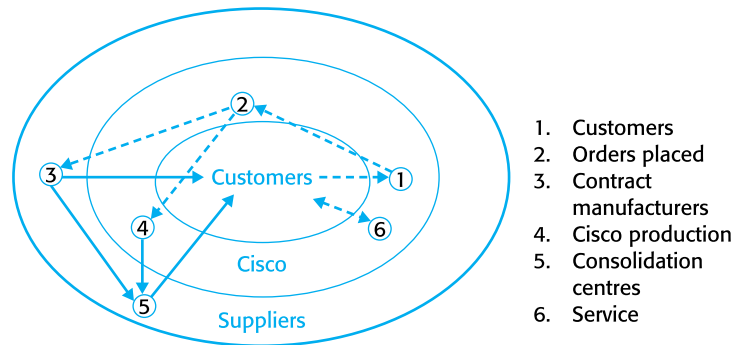 2
3
Customers
1
4
6
Cisco
5
Suppliers
1. Customers
2. Orders placed
3. Contract
manufacturers
4. Cisco production
5. Consolidation
centres
6. Service